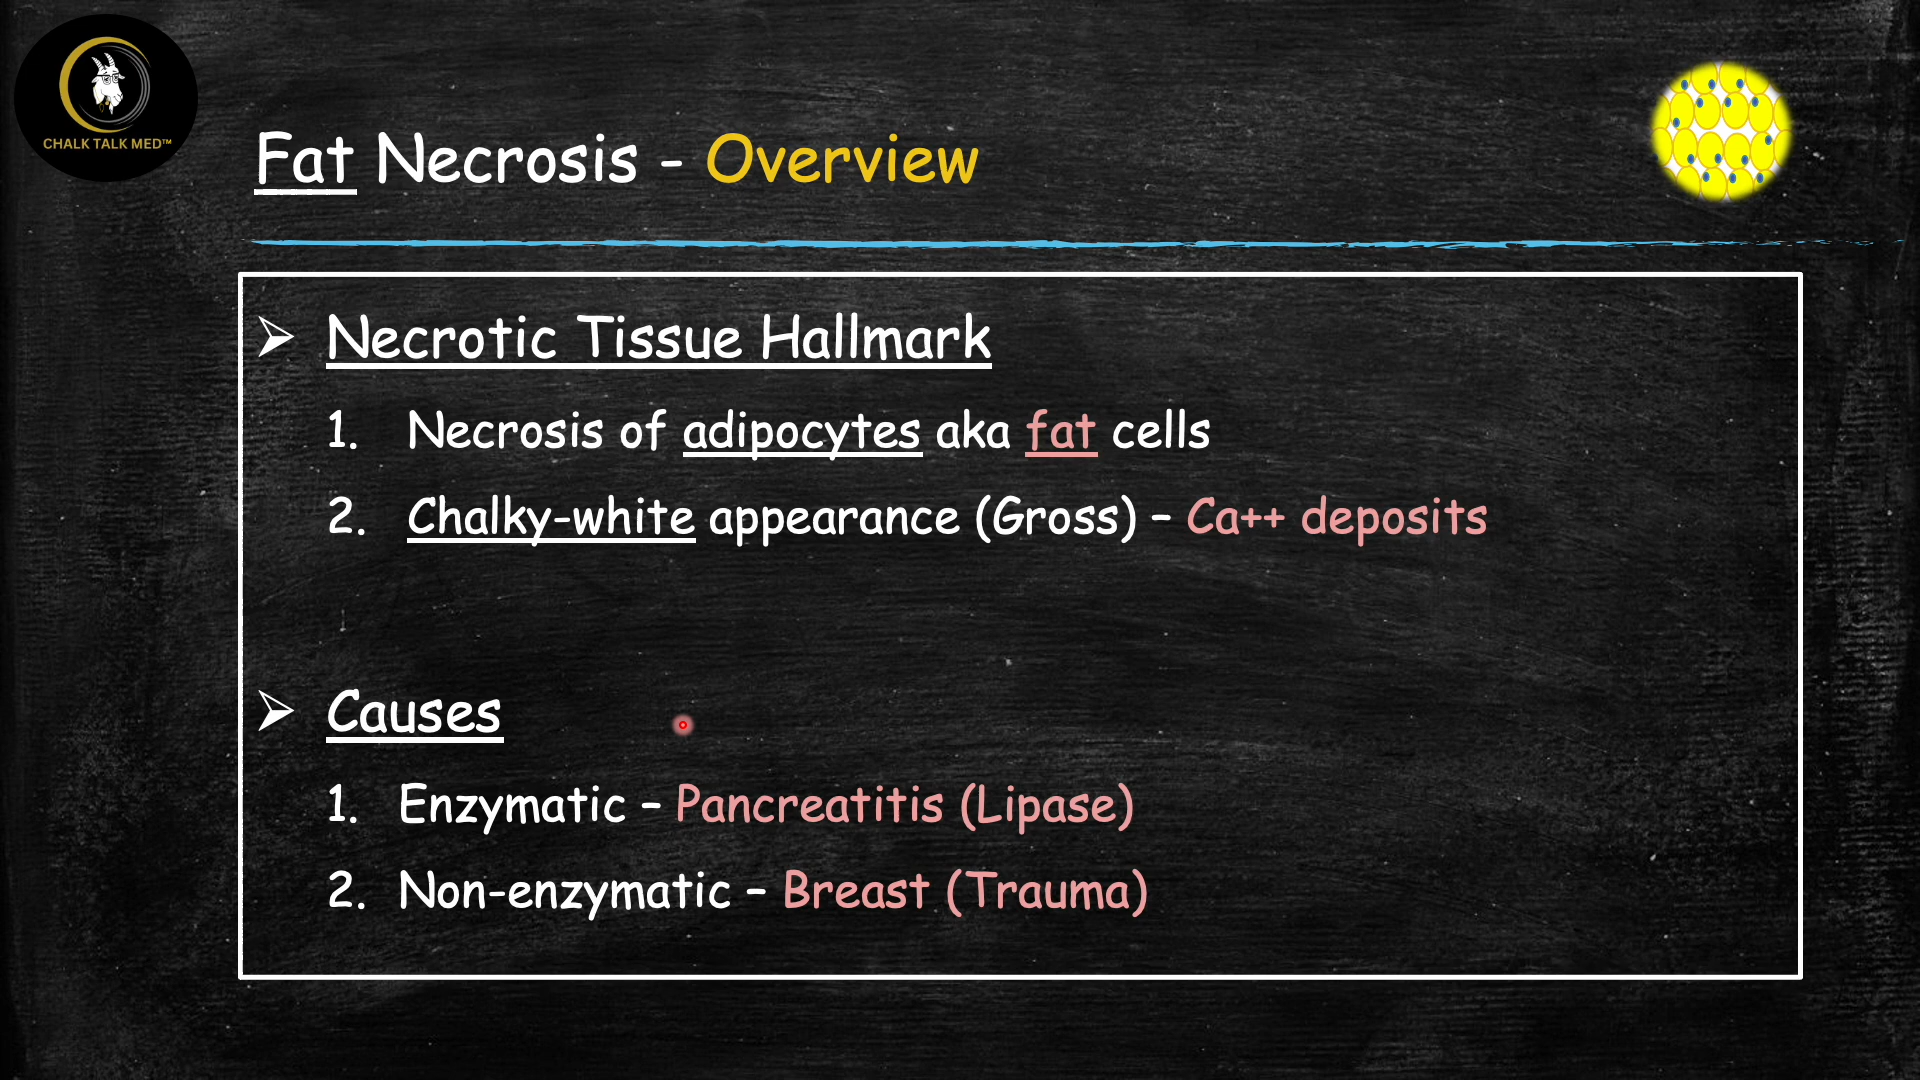 CHALK TALK MED™
Fat Necrosis - Overview
➢ Necrotic Tissue Hallmark
1. Necrosis of adipocytes aka fat cells
2. Chalky-white appearance (Gross) – Ca++ deposits
➢ Causes
1. Enzymatic – Pancreatitis (Lipase)
2. Non-enzymatic – Breast (Trauma)